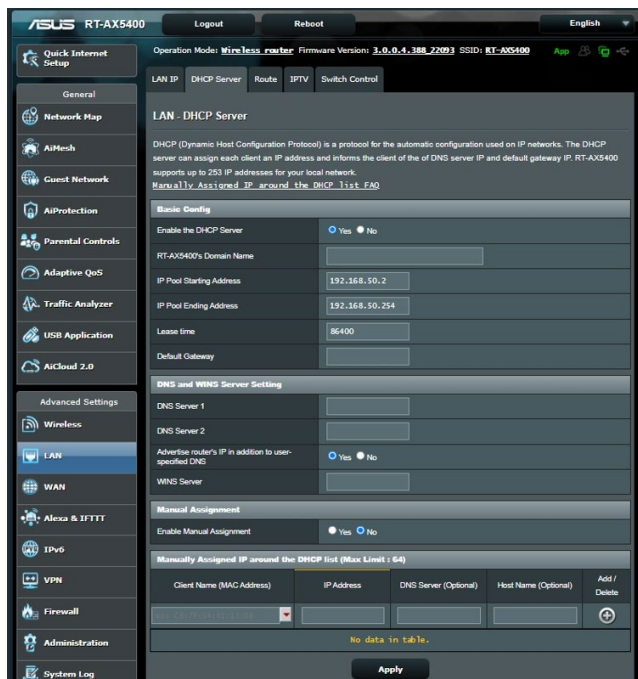 ASUS RT-AX5400 Logout Reboot English
Quick Internet Setup
General
Network Map
AiMesh
Guest Network
AiProtection
Parental Controls
Adaptive QoS
Traffic Analyzer
USB Application
AiCloud 2.0
Advanced Settings
Wireless
LAN
WAN
Alexa & IFTTT
IPv6
VPN
Firewall
Administration
System Log
Operation Mode: Wireless router Firmware Version: 3.0.0.4.388_22093 SSID: RT-AX5400 App
LAN IP DHCP Server Route IPTV Switch Control
LAN - DHCP Server
DHCP (Dynamic Host Configuration Protocol) is a protocol for the automatic configuration used on IP networks. The DHCP
server can assign each client an IP address and informs the client of the of DNS server IP and default gateway IP. RT-AX5400
supports up to 253 IP addresses for your local network.
Manually Assigned IP around the DHCP list FAQ
Basic Config
Enable the DHCP Server Yes No
RT-AX5400's Domain Name
IP Pool Starting Address 192.168.50.2
IP Pool Ending Address 192.168.50.254
Lease time 86400
Default Gateway
DNS and WINS Server Setting
DNS Server 1
DNS Server 2
Advertise router's IP in addition to user-
specified DNS Yes No
WINS Server
Manual Assignment
Enable Manual Assignment Yes No
Manually Assigned IP around the DHCP list (Max Limit : 64)
Client Name (MAC Address) IP Address DNS Server (Optional) Host Name (Optional) Add /
Delete
No data in table.
Apply